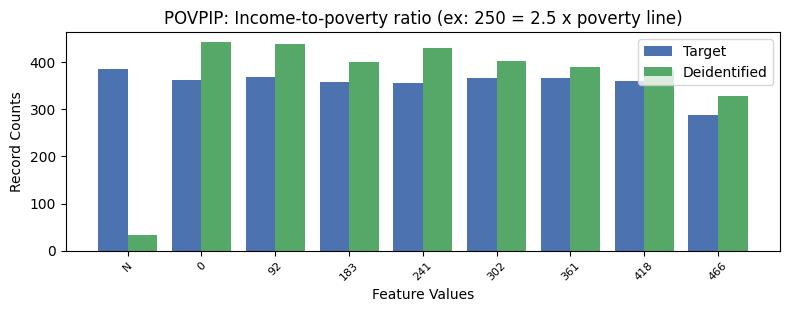 POVPIP: Income-to-poverty ratio (ex: 250 = 2.5 x poverty line)
Target
Deidentified
Record Counts
400
300
200
100
0
N 0 92 183 241 302 361 418 466
Feature Values